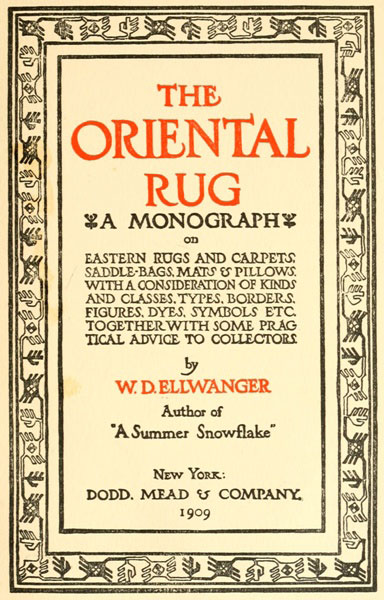 THE
ORIENTAL
RUG
A MONOGRAPH
on
EASTERN RUGS AND CARPETS,
SADDLE-BAGS, MATS & PILLOWS,
WITH A CONSIDERATION OF KINDS
AND CLASSES, TYPES, BORDERS,
FIGURES, DYES, SYMBOLS ETC.
TOGETHER WITH SOME PRAC
TICAL ADVICE TO COLLECTORS.
by
W. D. ELLWANGER
Author of
"A Summer Snowflake"
NEW YORK:
DODD, MEAD & COMPANY,
1909